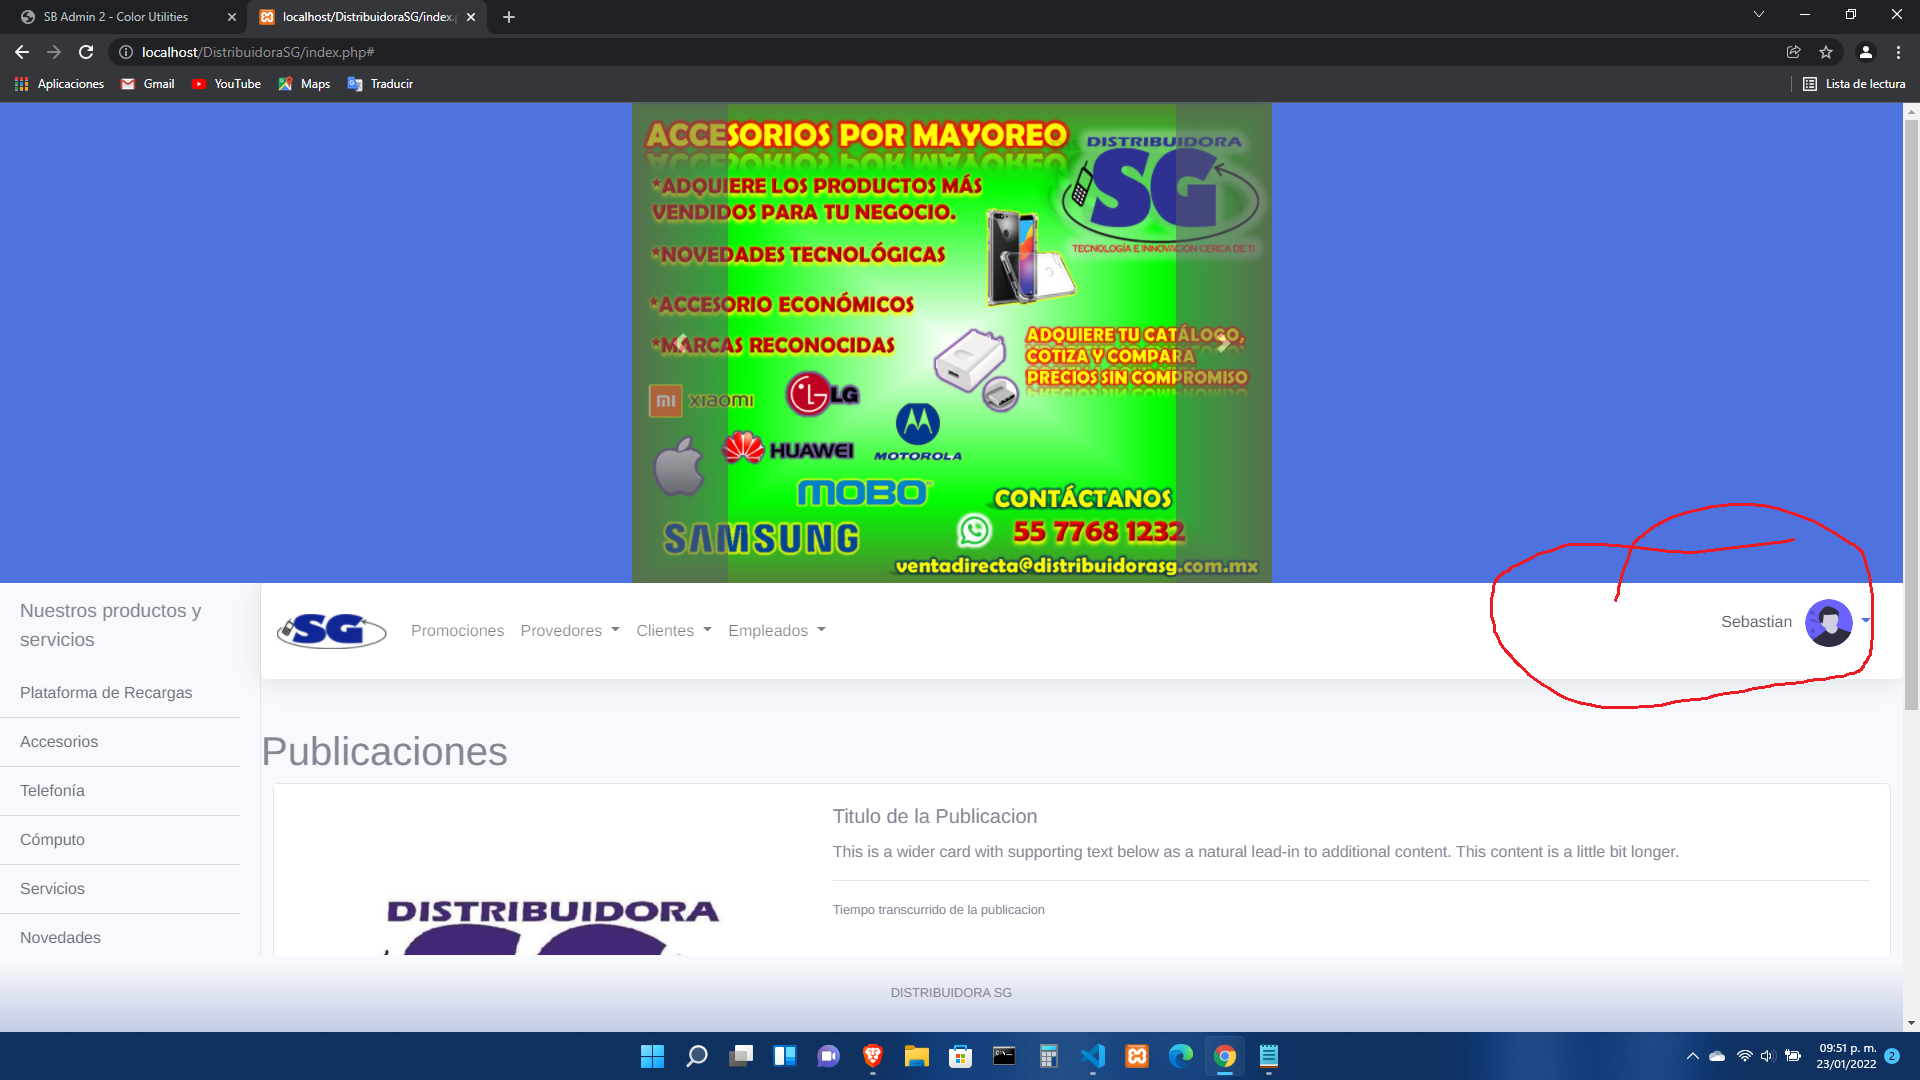 SB Admin 2 - Color Utilities
localhost/DistribuidoraSG/index.p
localhost/DistribuidoraSG/index.php#
Aplicaciones
Gmail
YouTube
Maps
Traducir
Lista de lectura
ACCESORIOS POR MAYOREO
DISTRIBUIDORA
SG
TECNOLOGÍA E INNOVACION CERCA DE TI
*ADQUIERE LOS PRODUCTOS MÁS
VENDIDOS PARA TU NEGOCIO.
*NOVEDADES TECNOLÓGICAS
*ACCESORIO ECONÓMICOS
*MARCAS RECONOCIDAS
ADQUIERE TU CATÁLOGO,
COTIZA Y COMPARA
PRECIOS SIN COMPROMISO
mi xiaomi
LG
HUAWEI
MOTOROLA
MOBO
SAMSUNG
CONTÁCTANOS
55 7768 1232
ventadirecta@distribuidorasg.com.mx
Nuestros productos y
servicios
Plataforma de Recargas
Accesorios
Telefonía
Cómputo
Servicios
Novedades
SG
Promociones
Provedores
Clientes
Empleados
Sebastian
Publicaciones
DISTRIBUIDORA
Titulo de la Publicacion
This is a wider card with supporting text below as a natural lead-in to additional content. This content is a little bit longer.
Tiempo transcurrido de la publicacion
DISTRIBUIDORA SG
09:51 p. m.
23/01/2022
2